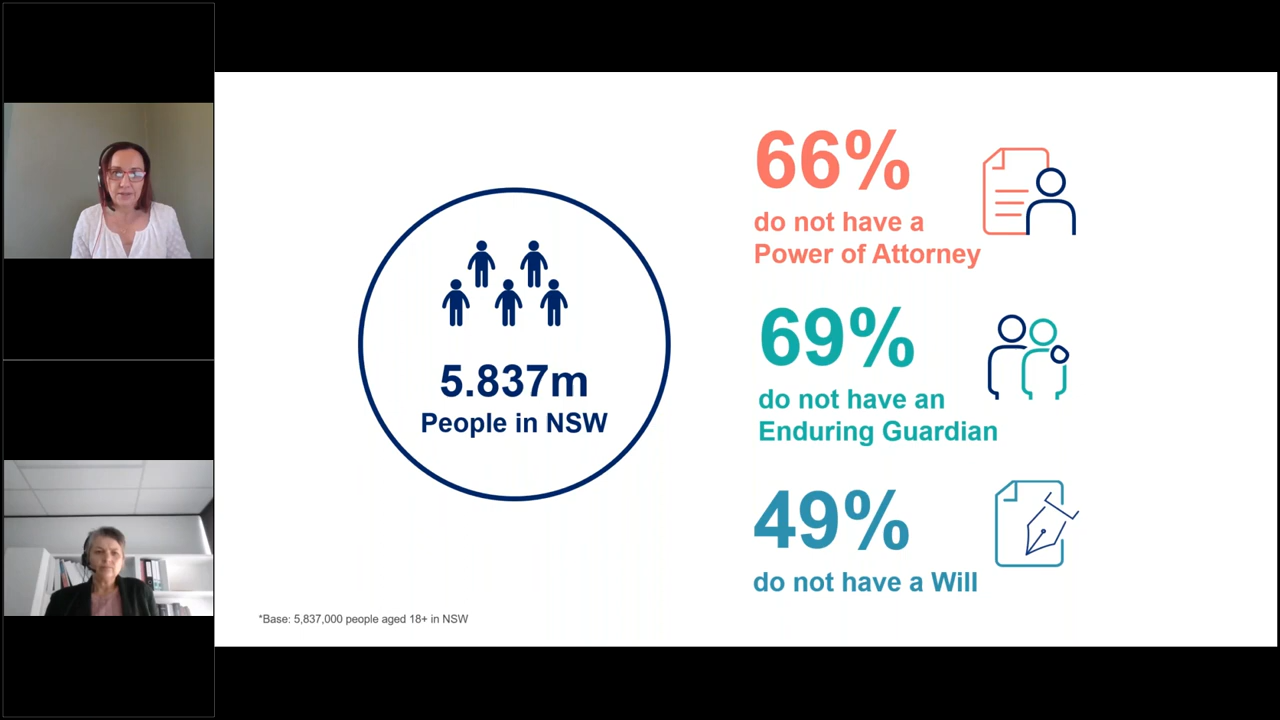 5.837m
People in NSW
66%
do not have a
Power of Attorney
69%
do not have an
Enduring Guardian
49%
do not have a Will
*Base: 5,837,000 people aged 18+ in NSW